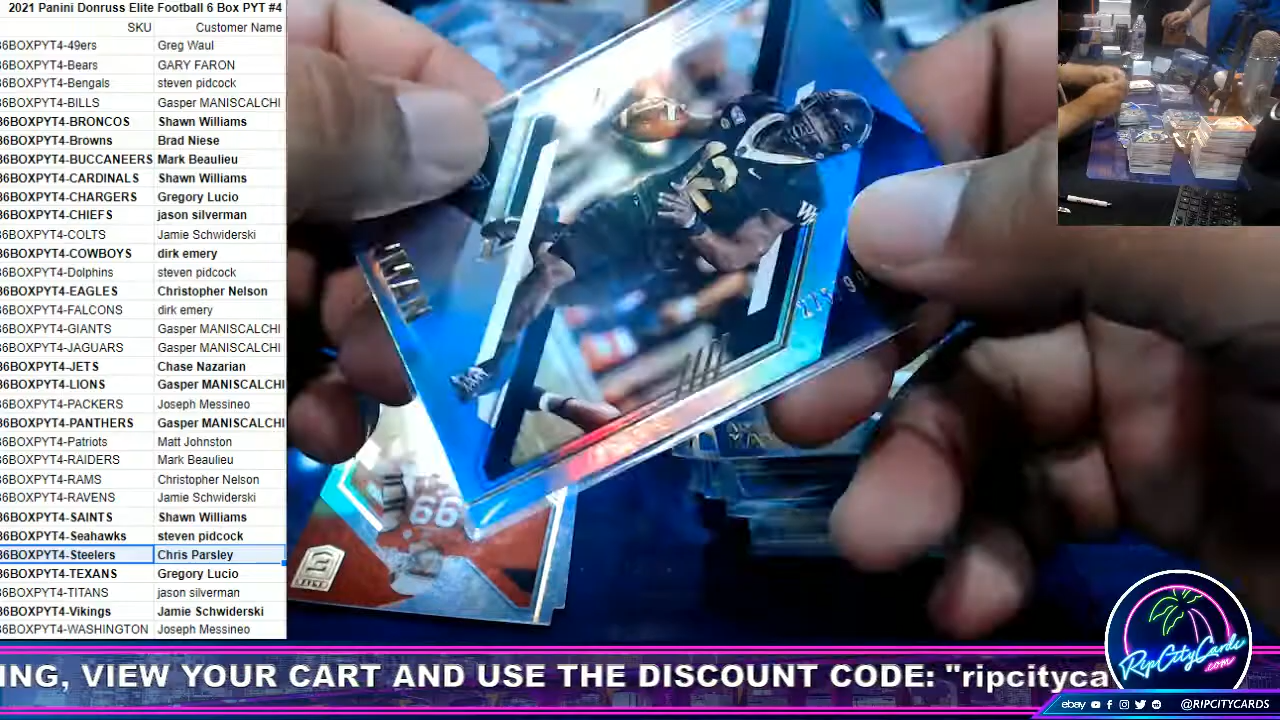 2021 Panini Donruss Elite Football 6 Box PYT #4
SKU Customer Name
36BOXPYT4-49ers Greg Waul
36BOXPYT4-Bears GARY FARON
36BOXPYT4-Bengals steven pidcock
36BOXPYT4-BILLS Gasper MANISCALCHI
36BOXPYT4-BRONCOS Shawn Williams
36BOXPYT4-Browns Brad Niese
36BOXPYT4-BUCCANEERS Mark Beaulieu
36BOXPYT4-CARDINALS Shawn Williams
36BOXPYT4-CHARGERS Gregory Lucio
36BOXPYT4-CHIEFS jason silverman
36BOXPYT4-COLTS Jamie Schwiderski
36BOXPYT4-COWBOYS dirk emery
36BOXPYT4-Dolphins steven pidcock
36BOXPYT4-EAGLES Christopher Nelson
36BOXPYT4-FALCONS dirk emery
36BOXPYT4-GIANTS Gasper MANISCALCHI
36BOXPYT4-JAGUARS Gasper MANISCALCHI
36BOXPYT4-JETS Chase Nazarian
36BOXPYT4-LIONS Gasper MANISCALCHI
36BOXPYT4-PACKERS Joseph Messineo
36BOXPYT4-PANTHERS Gasper MANISCALCHI
36BOXPYT4-Patriots Matt Johnston
36BOXPYT4-RAIDERS Mark Beaulieu
36BOXPYT4-RAMS Christopher Nelson
36BOXPYT4-RAVENS Jamie Schwiderski
36BOXPYT4-SAINTS Shawn Williams
36BOXPYT4-Seahawks steven pidcock
36BOXPYT4-Steelers Chris Parsley
36BOXPYT4-TEXANS Gregory Lucio
36BOXPYT4-TITANS jason silverman
36BOXPYT4-Vikings Jamie Schwiderski
36BOXPYT4-WASHINGTON Joseph Messineo
12
66
ELITE
ING, VIEW YOUR CART AND USE THE DISCOUNT CODE: "ripcityca
RipCityCards
.com
ebay @RIPCITYCARDS